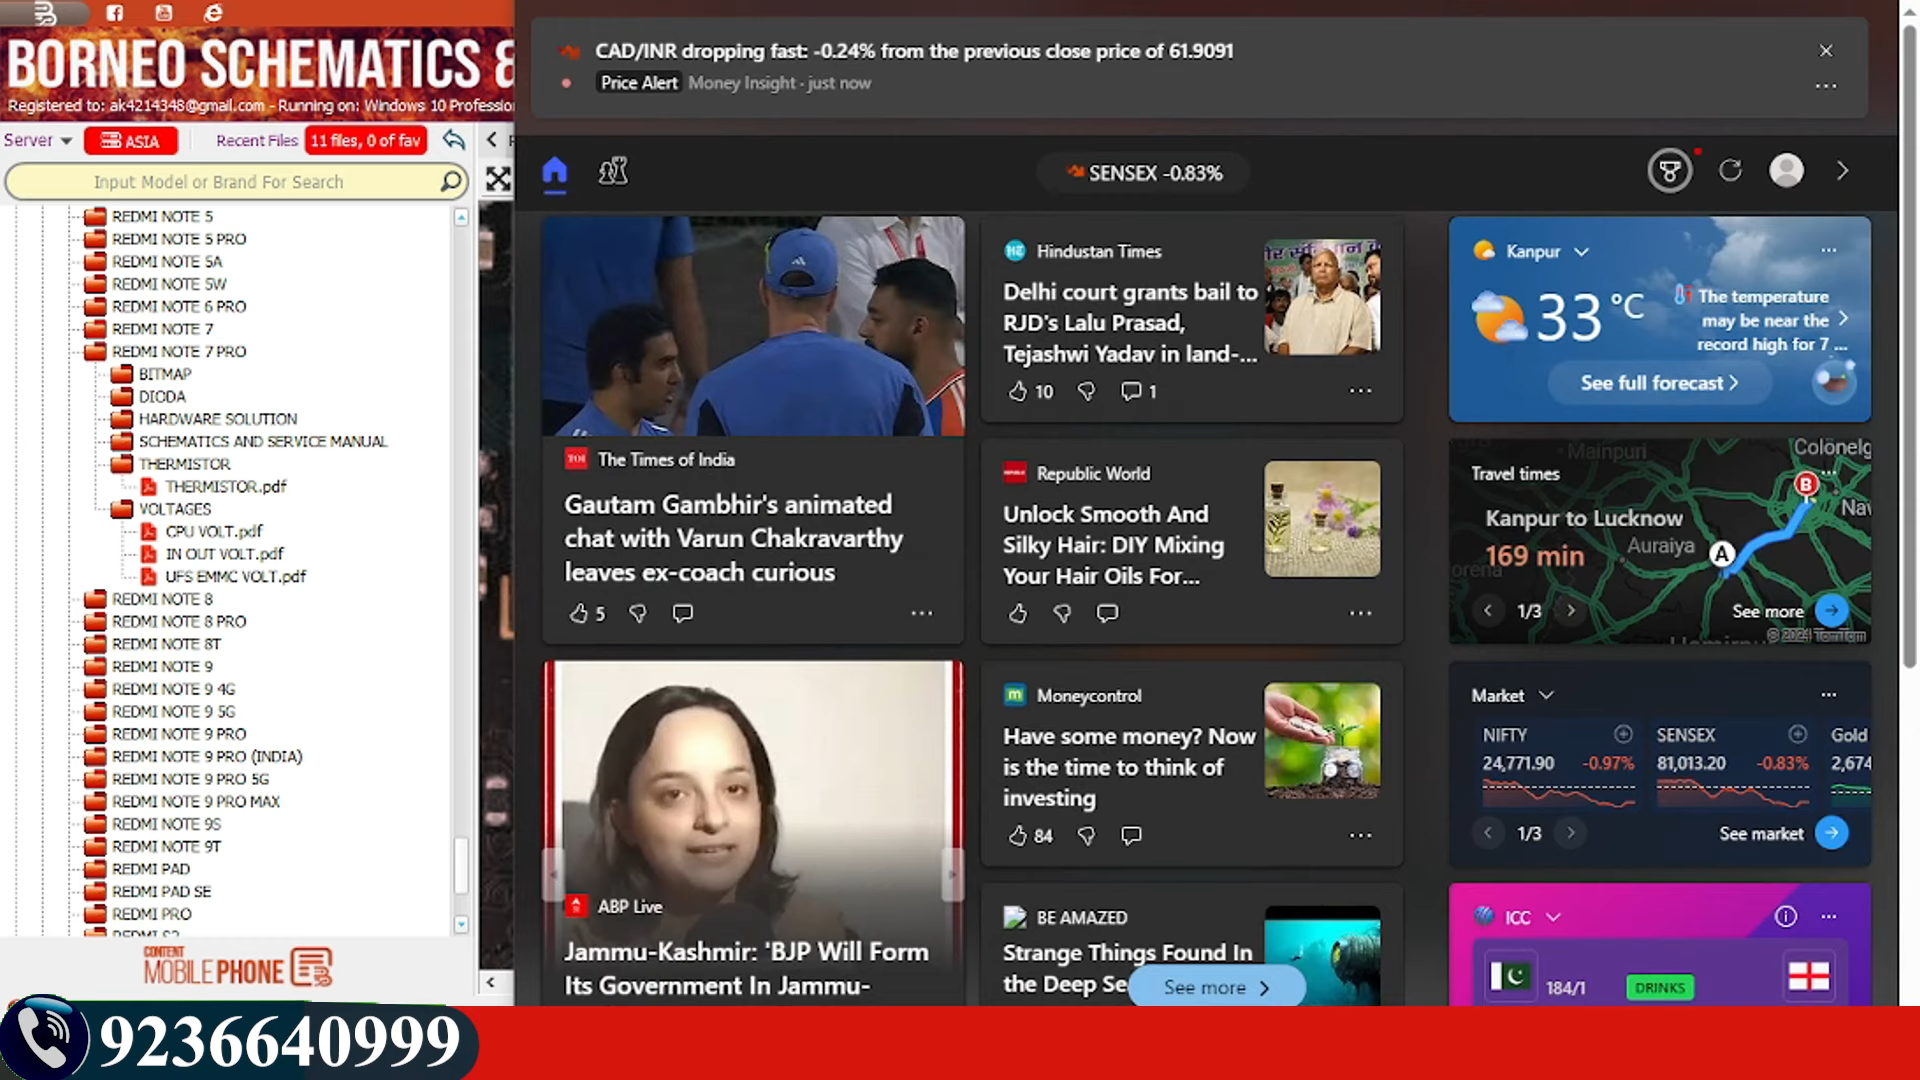 BORNEO SCHEMATICS &
Registered to: ak4214348@gmail.com - Running on: Windows 10 Professio
Server
ASIA
Recent Files
11 files, 0 of fav
Input Model or Brand For Search
REDMI NOTE 5
REDMI NOTE 5 PRO
REDMI NOTE 5A
REDMI NOTE 5W
REDMI NOTE 6 PRO
REDMI NOTE 7
REDMI NOTE 7 PRO
BITMAP
DIODA
HARDWARE SOLUTION
SCHEMATICS AND SERVICE MANUAL
THERMISTOR
THERMISTOR.pdf
VOLTAGES
CPU VOLT.pdf
IN OUT VOLT.pdf
UFS EMMC VOLT.pdf
REDMI NOTE 8
REDMI NOTE 8 PRO
REDMI NOTE 8T
REDMI NOTE 9
REDMI NOTE 9 4G
REDMI NOTE 9 5G
REDMI NOTE 9 PRO
REDMI NOTE 9 PRO (INDIA)
REDMI NOTE 9 PRO 5G
REDMI NOTE 9 PRO MAX
REDMI NOTE 9S
REDMI NOTE 9T
REDMI PAD
REDMI PAD SE
REDMI PRO
CONTENT
MOBILE PHONE
9236640999
CAD/INR dropping fast: -0.24% from the previous close price of 61.9091
Price Alert Money Insight · just now
SENSEX -0.83%
The Times of India
Gautam Gambhir's animated
chat with Varun Chakravarthy
leaves ex-coach curious
5
ABP Live
Jammu-Kashmir: 'BJP Will Form
Its Government In Jammu-
Hindustan Times
Delhi court grants bail to
RJD's Lalu Prasad,
Tejashwi Yadav in land-...
10
1
Republic World
Unlock Smooth And
Silky Hair: DIY Mixing
Your Hair Oils For...
Moneycontrol
Have some money? Now
is the time to think of
investing
84
BE AMAZED
Strange Things Found In
the Deep Se
See more
Kanpur
33 °C
The temperature
may be near the
record high for 7 ...
See full forecast
Travel times
Mainpuri
Colonelg
B
Nav
Kanpur to Lucknow
169 min
Auraiya
A
1/3
See more
© 2024 TomTom
Market
NIFTY
24,771.90 -0.97%
SENSEX
81,013.20 -0.83%
Gold
2,674
1/3
See market
ICC
184/1
DRINKS